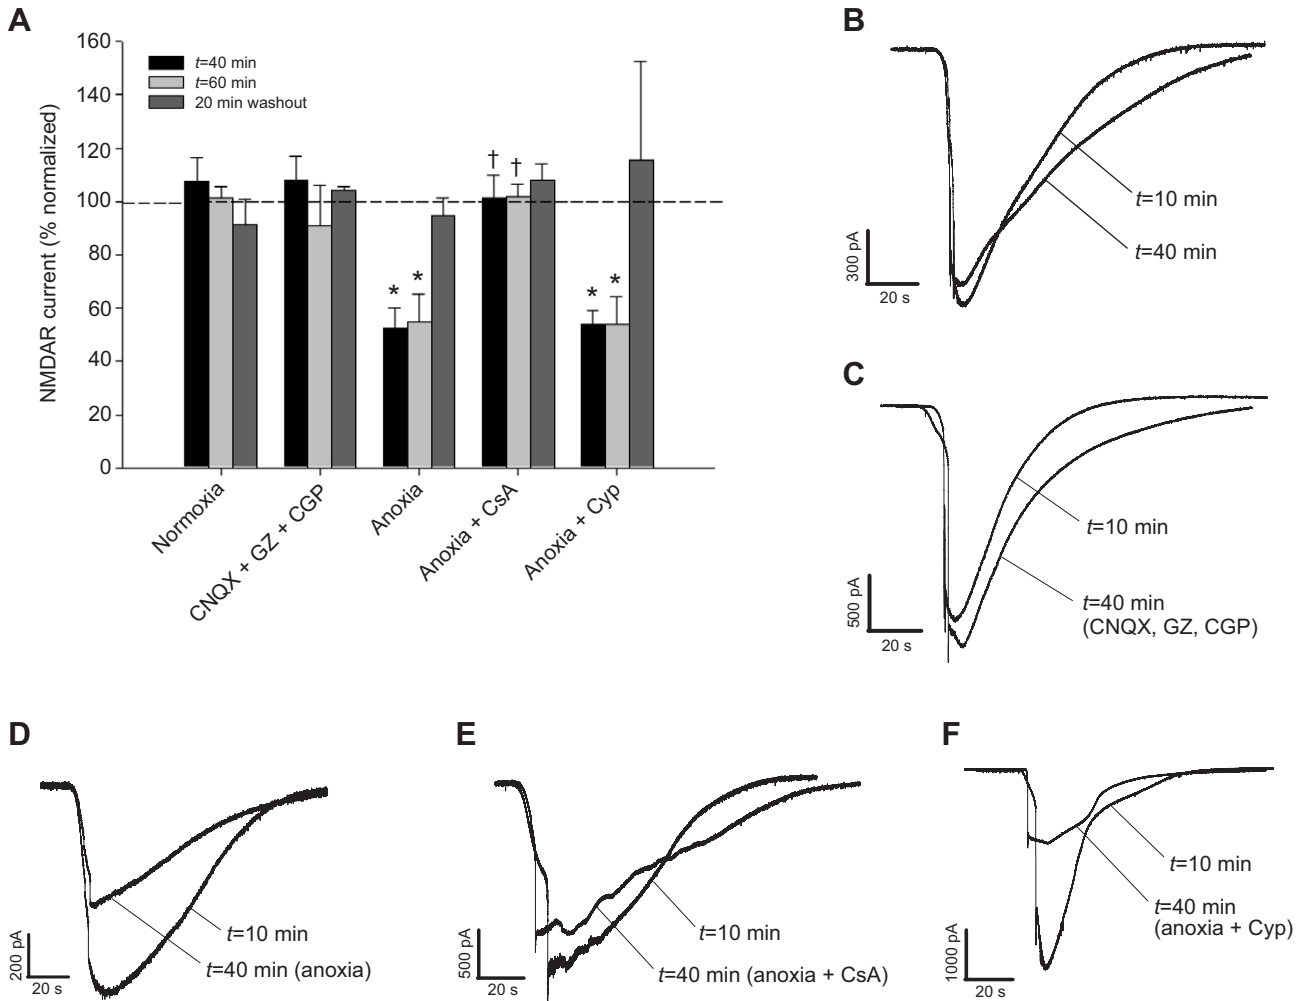 A
NMDAR current (% normalized)
160
140
120
100
80
60
40
20
0
t=40 min
t=60 min
20 min washout
* * † † * *
Normoxia
CNQX + GZ + CGP
Anoxia
Anoxia + CsA
Anoxia + Cyp
B
t=10 min
t=40 min
300 pA
20 s
C
t=10 min
t=40 min
(CNQX, GZ, CGP)
500 pA
20 s
D
t=10 min
t=40 min (anoxia)
200 pA
20 s
E
t=10 min
t=40 min (anoxia + CsA)
500 pA
20 s
F
t=10 min
t=40 min
(anoxia + Cyp)
1000 pA
20 s